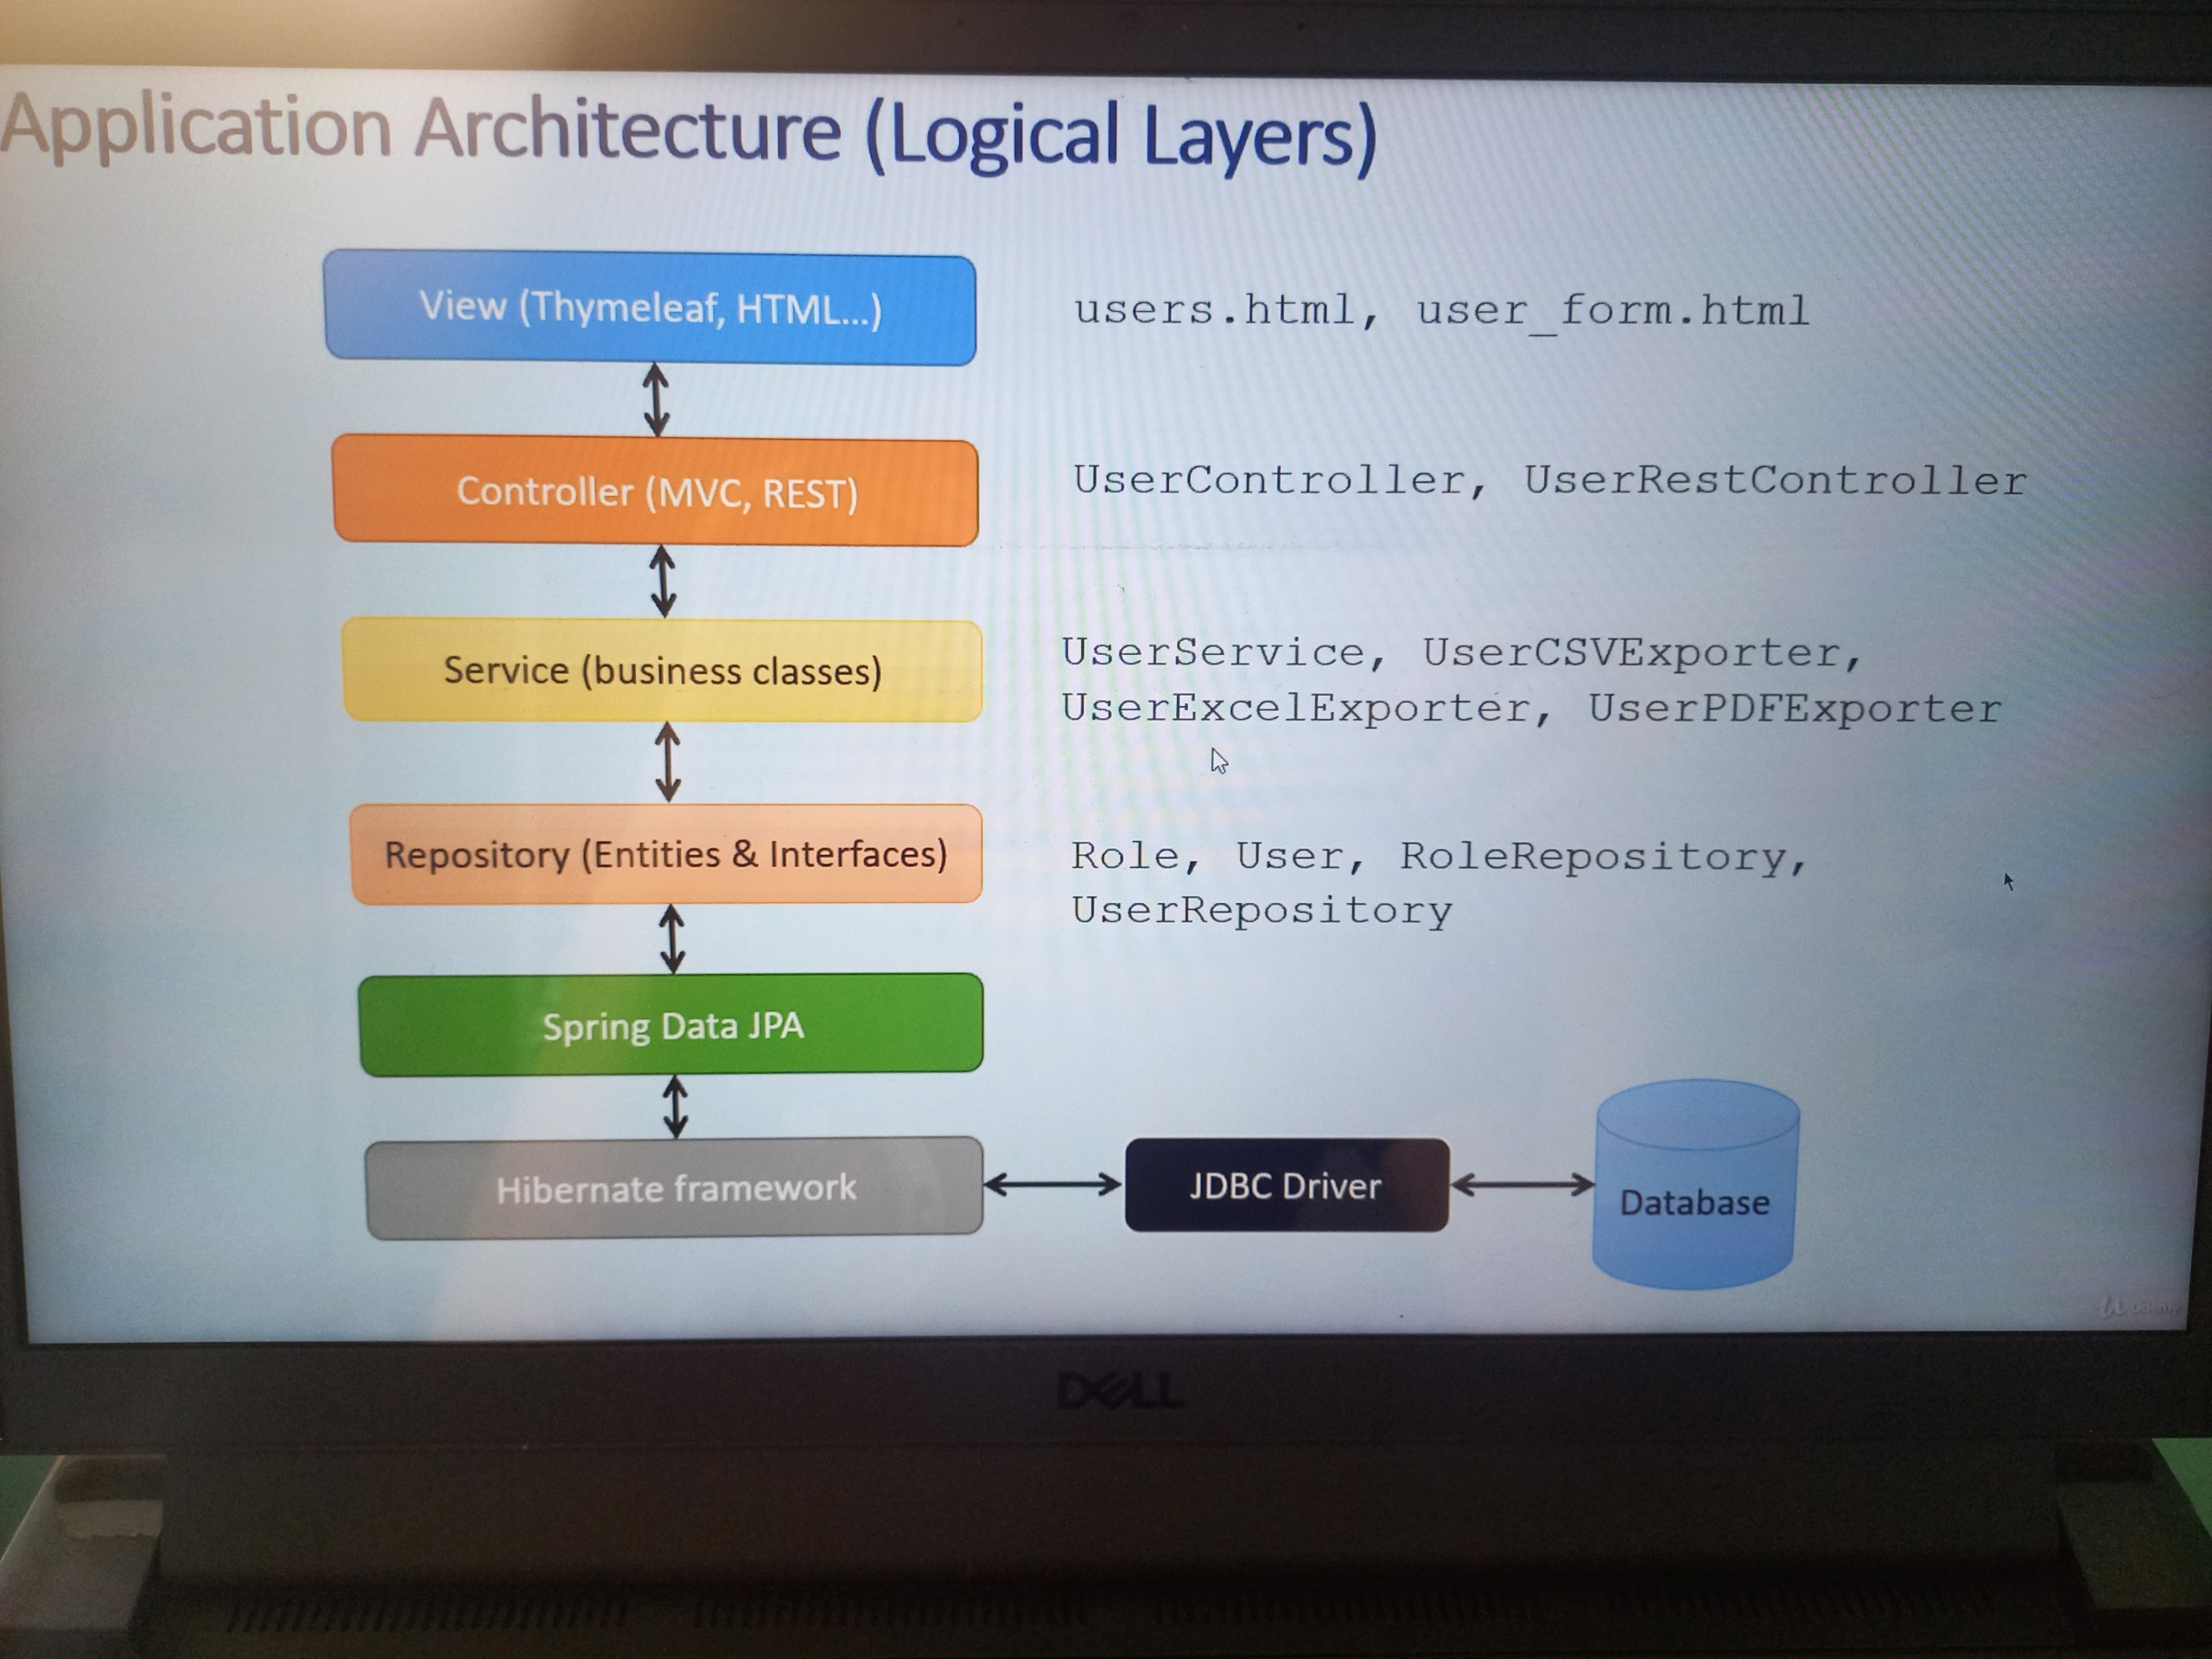 Application Architecture (Logical Layers)
View (Thymeleaf, HTML...)
users.html, user_form.html
Controller (MVC, REST)
UserController, UserRestController
Service (business classes)
UserService, UserCSVExporter,
UserExcelExporter, UserPDFExporter
Repository (Entities & Interfaces)
Role, User, RoleRepository,
UserRepository
Spring Data JPA
Hibernate framework
JDBC Driver
Database
Udemy
DELL